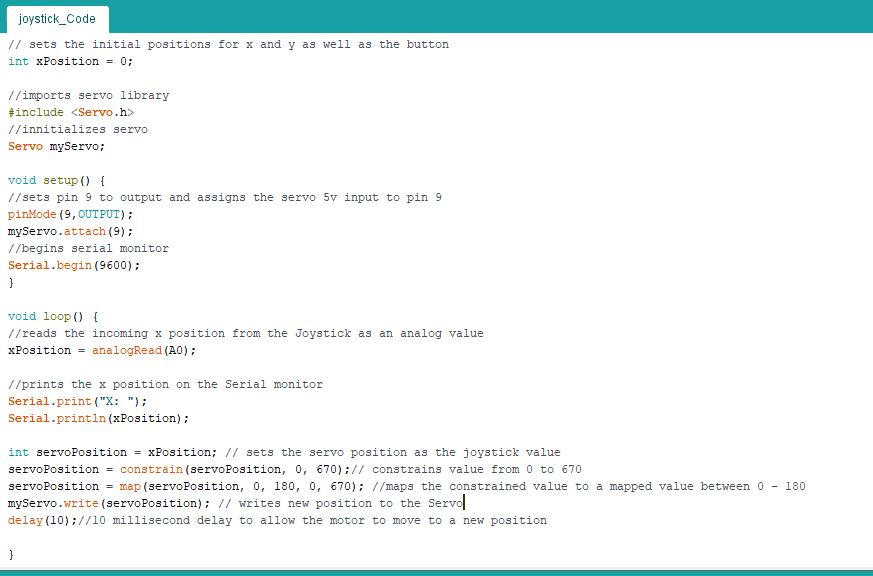 joystick_Code
// sets the initial positions for x and y as well as the button
int xPosition = 0;
//imports servo library
#include <Servo.h>
//innitializes servo
Servo myServo;
void setup() {
//sets pin 9 to output and assigns the servo 5v input to pin 9
pinMode(9,OUTPUT);
myServo.attach(9);
//begins serial monitor
Serial.begin(9600);
}
void loop() {
//reads the incoming x position from the Joystick as an analog value
xPosition = analogRead(A0);
//prints the x position on the Serial monitor
Serial.print("X: ");
Serial.println(xPosition);
int servoPosition = xPosition; // sets the servo position as the joystick value
servoPosition = constrain(servoPosition, 0, 670);// constrains value from 0 to 670
servoPosition = map(servoPosition, 0, 180, 0, 670); //maps the constrained value to a mapped value between 0 - 180
myServo.write(servoPosition); // writes new position to the Servo
delay(10);//10 millisecond delay to allow the motor to move to a new position
}